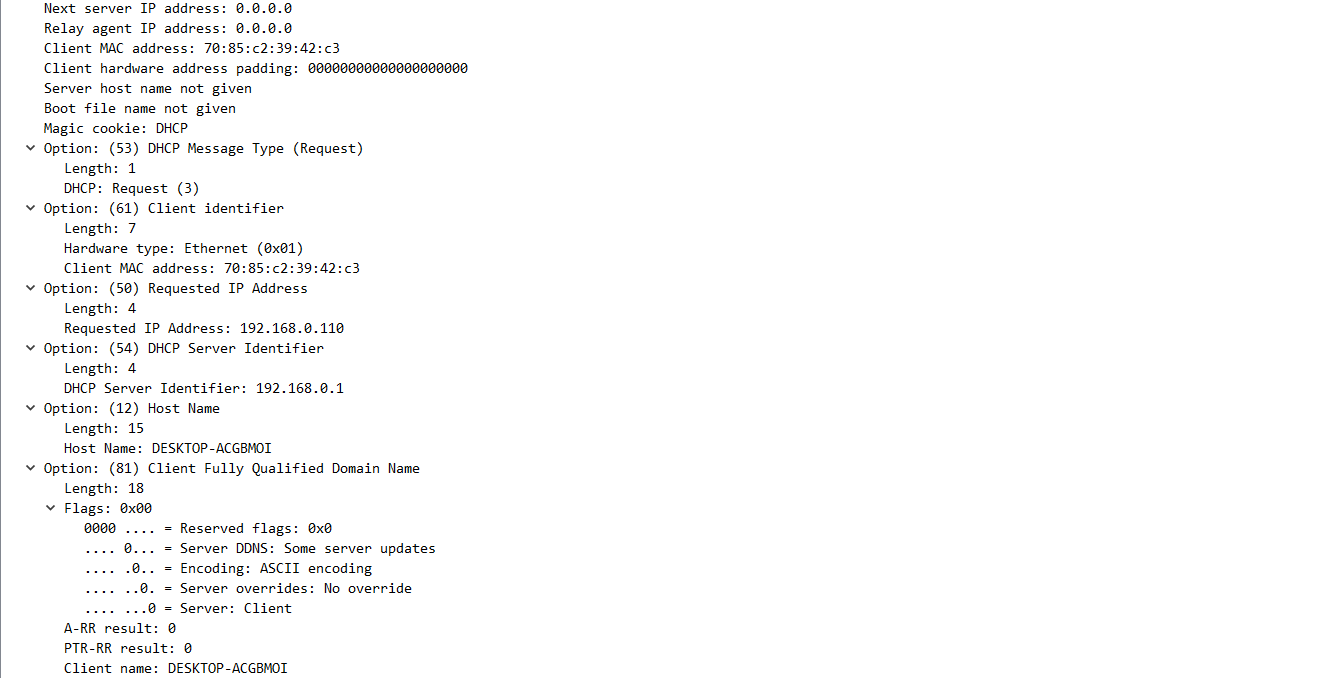 Next server IP address: 0.0.0.0
Relay agent IP address: 0.0.0.0
Client MAC address: 70:85:c2:39:42:c3
Client hardware address padding: 00000000000000000000
Server host name not given
Boot file name not given
Magic cookie: DHCP
Option: (53) DHCP Message Type (Request)
Length: 1
DHCP: Request (3)
Option: (61) Client identifier
Length: 7
Hardware type: Ethernet (0x01)
Client MAC address: 70:85:c2:39:42:c3
Option: (50) Requested IP Address
Length: 4
Requested IP Address: 192.168.0.110
Option: (54) DHCP Server Identifier
Length: 4
DHCP Server Identifier: 192.168.0.1
Option: (12) Host Name
Length: 15
Host Name: DESKTOP-ACGBMOI
Option: (81) Client Fully Qualified Domain Name
Length: 18
Flags: 0x00
0000 .... = Reserved flags: 0x0
.... 0... = Server DDNS: Some server updates
.... .0.. = Encoding: ASCII encoding
.... ..0. = Server overrides: No override
.... ...0 = Server: Client
A-RR result: 0
PTR-RR result: 0
Client name: DESKTOP-ACGBMOI